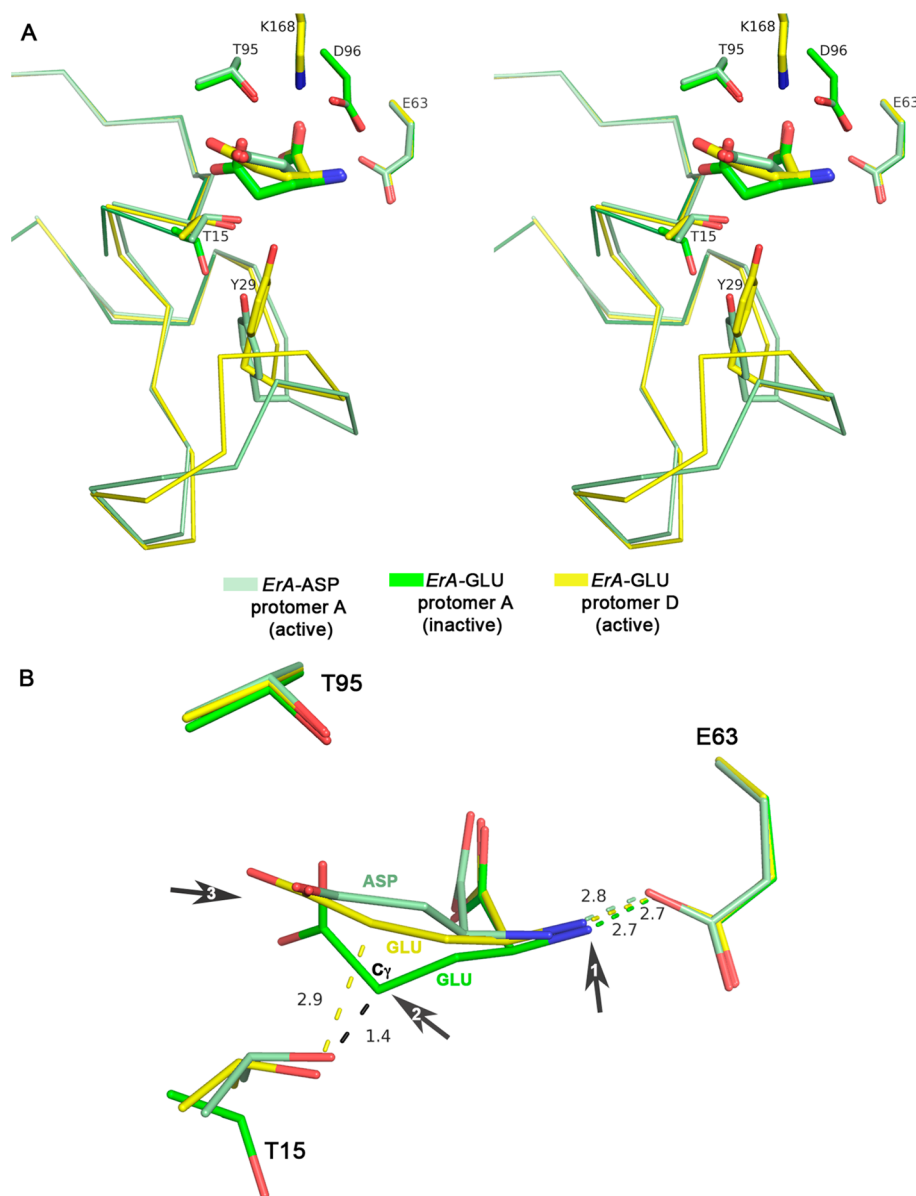 A
K168
T95
D96
E63
T15
Y29
K168
T95
D96
E63
T15
Y29
ErA-ASP
protomer A
(active)
ErA-GLU
protomer A
(inactive)
ErA-GLU
protomer D
(active)
B
T95
E63
3
ASP
2.8
2.7
2.7
GLU
Cγ
GLU
1
2.9
2
1.4
T15